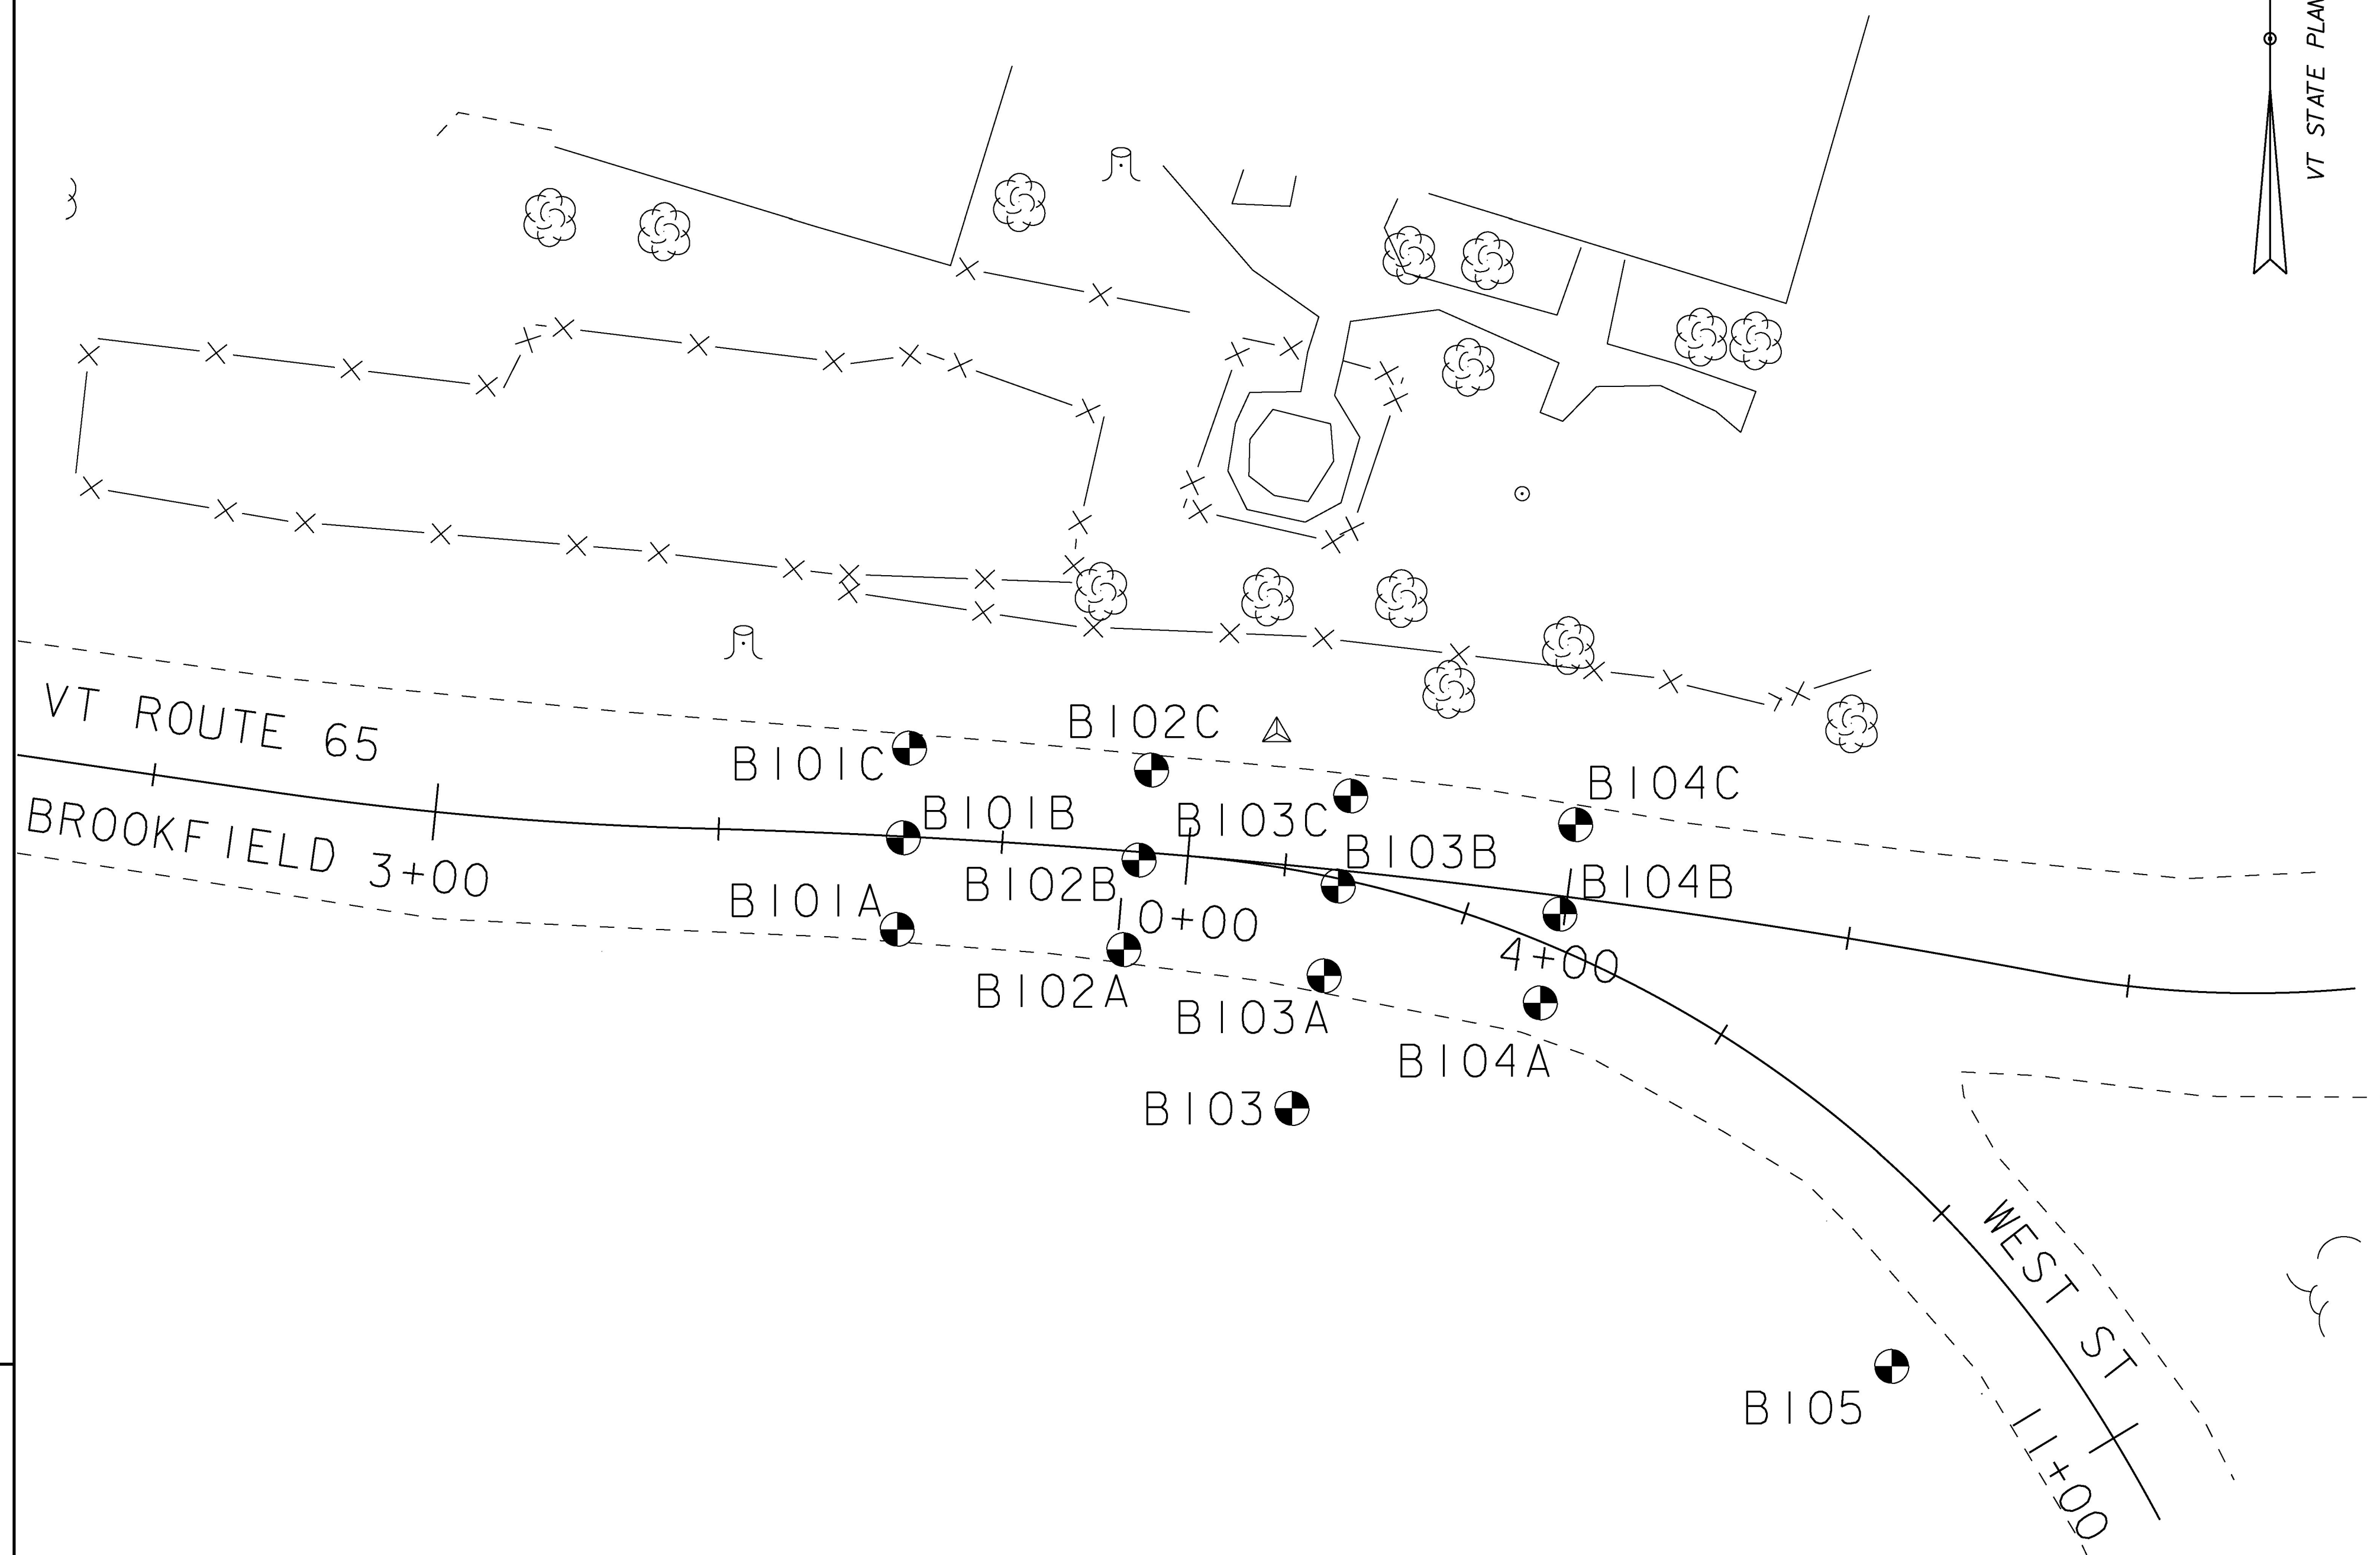 VT STATE PLAN
VT ROUTE 65
BROOKFIELD 3+00
B102C
B101C
B104C
B101B
B103C
B103B
B102B
B104B
B101A
10+00
4+00
B102A
B103A
B104A
B103
WEST ST
B105
11+00